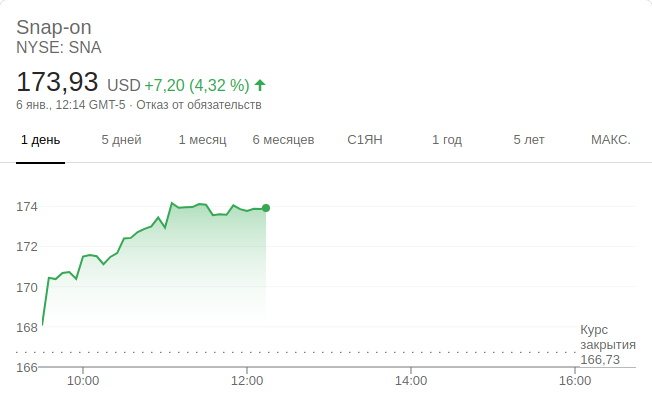 Snap-on
NYSE: SNA
173,93 USD +7,20 (4,32 %)
6 янв., 12:14 GMT-5 · Отказ от обязательств
1 день 5 дней 1 месяц 6 месяцев С1ЯН 1 год 5 лет МАКС.
174
172
170
168
166
Курс
закрытия
166,73
10:00 12:00 14:00 16:00